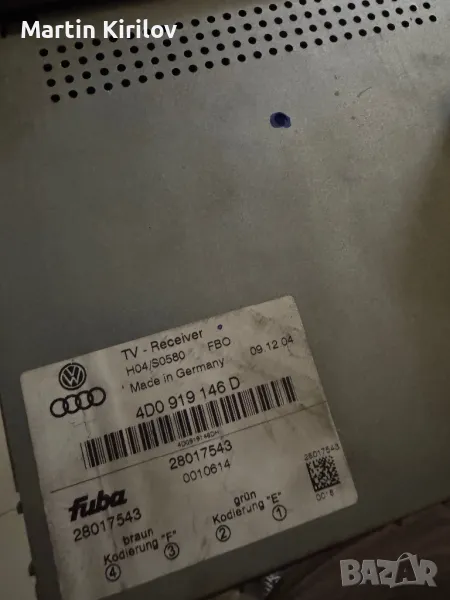 Martin Kirilov
TV - Receiver
H04/S0580 FBO 09.12.04
Made in Germany
4D0 919 146 D
28017543
0010614
fuba
28017543
braun grün
Kodierung "F" Kodierung "E"
4 3 2 1
28017543
BAZAR